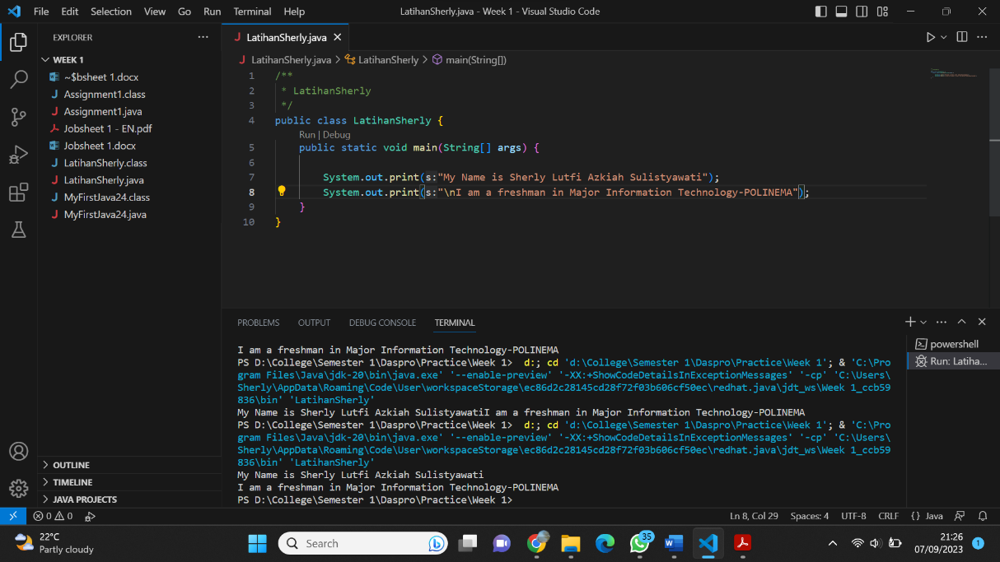 File Edit Selection View Go Run Terminal Help
LatihanSherly.java - Week 1 - Visual Studio Code
EXPLORER
WEEK 1
~$bsheet 1.docx
Assignment1.class
Assignment1.java
Jobsheet 1 - EN.pdf
Jobsheet 1.docx
LatihanSherly.class
LatihanSherly.java
MyFirstJava24.class
MyFirstJava24.java
OUTLINE
TIMELINE
JAVA PROJECTS
LatihanSherly.java
LatihanSherly.java > LatihanSherly > main(String[])
1 /**
2 * LatihanSherly
3 */
4 public class LatihanSherly {
Run | Debug
5 public static void main(String[] args) {
6
7 System.out.print(s:"My Name is Sherly Lutfi Azkiah Sulistyawati");
8 System.out.print(s:"\nI am a freshman in Major Information Technology-POLINEMA");
9 }
10 }
PROBLEMS OUTPUT DEBUG CONSOLE TERMINAL
I am a freshman in Major Information Technology-POLINEMA
PS D:\College\Semester 1\Daspro\Practice\Week 1>  d:; cd 'd:\College\Semester 1\Daspro\Practice\Week 1'; & 'C:\Pro
gram Files\Java\jdk-20\bin\java.exe' '--enable-preview' '-XX:+ShowCodeDetailsInExceptionMessages' '-cp' 'C:\Users\
Sherly\AppData\Roaming\Code\User\workspaceStorage\ec86d2c28145cd28f72f03b606cf50ec\redhat.java\jdt_ws\Week 1_ccb59
836\bin' 'LatihanSherly'
My Name is Sherly Lutfi Azkiah SulistyawatiI am a freshman in Major Information Technology-POLINEMA
PS D:\College\Semester 1\Daspro\Practice\Week 1>  d:; cd 'd:\College\Semester 1\Daspro\Practice\Week 1'; & 'C:\Pro
gram Files\Java\jdk-20\bin\java.exe' '--enable-preview' '-XX:+ShowCodeDetailsInExceptionMessages' '-cp' 'C:\Users\
Sherly\AppData\Roaming\Code\User\workspaceStorage\ec86d2c28145cd28f72f03b606cf50ec\redhat.java\jdt_ws\Week 1_ccb59
836\bin' 'LatihanSherly'
My Name is Sherly Lutfi Azkiah Sulistyawati
I am a freshman in Major Information Technology-POLINEMA
PS D:\College\Semester 1\Daspro\Practice\Week 1>
powershell
Run: Latiha...
0 0
Ln 8, Col 29 Spaces: 4 UTF-8 CRLF {} Java
22°C
Partly cloudy
Search
35
21:26
07/09/2023
1